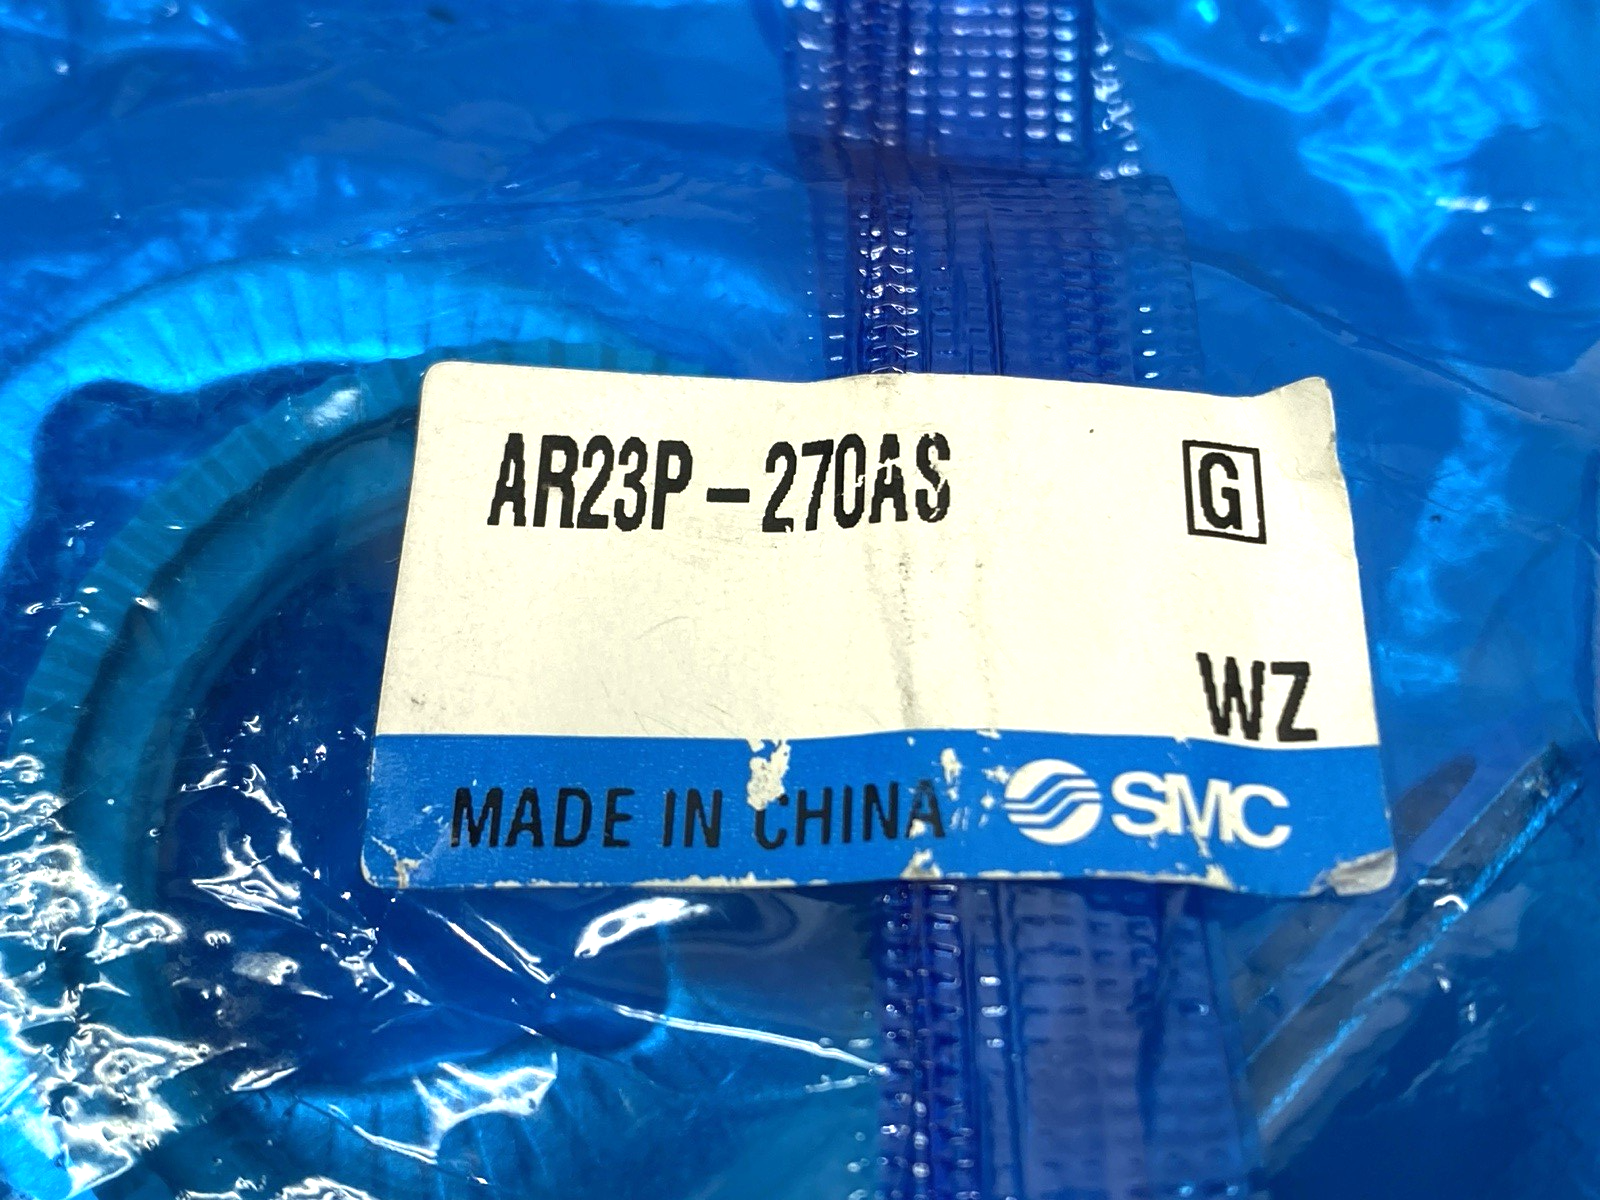 AR23P-270AS G
WZ
MADE IN CHINA SMC